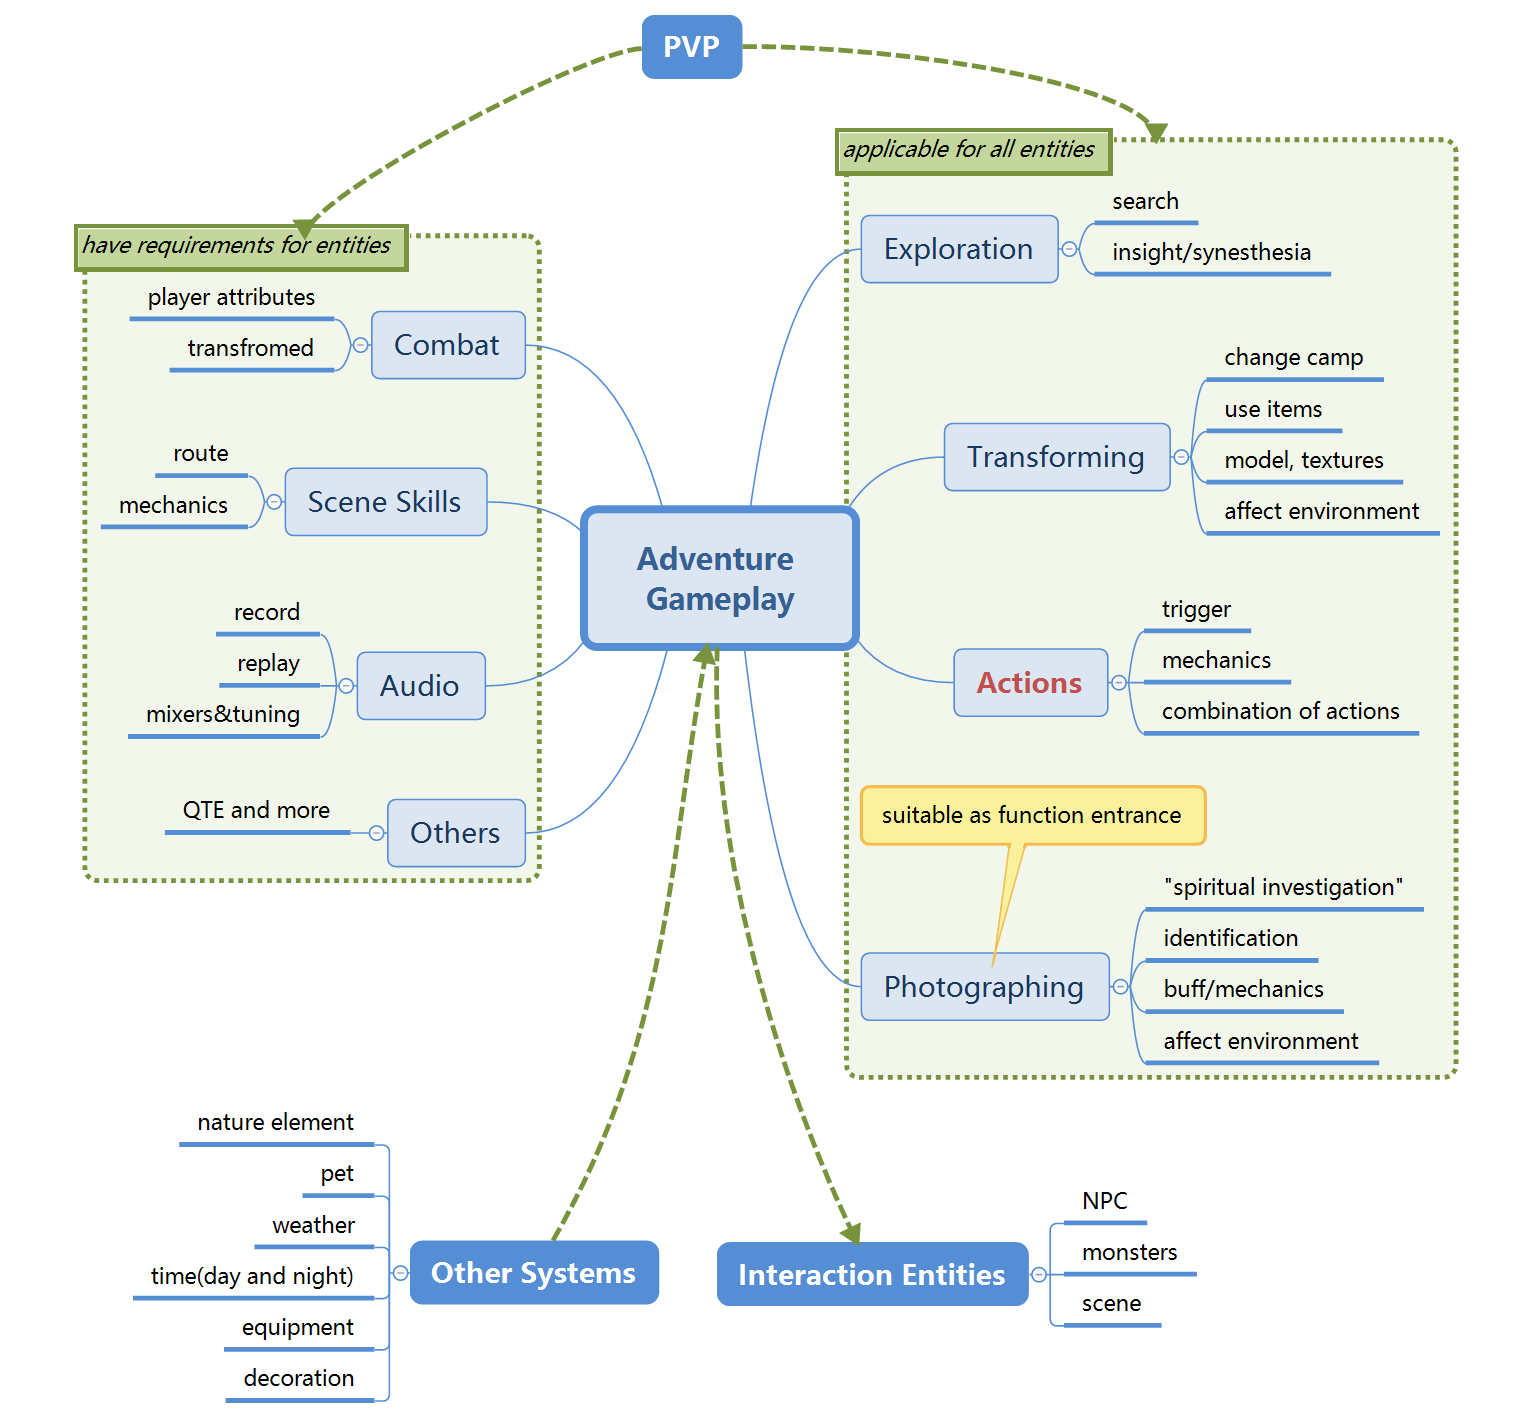 PVP
applicable for all entities
have requirements for entities
player attributes
transfromed
Combat
route
mechanics
Scene Skills
record
replay
mixers&tuning
Audio
QTE and more
Others
Adventure
Gameplay
Exploration
search
insight/synesthesia
Transforming
change camp
use items
model, textures
affect environment
Actions
trigger
mechanics
combination of actions
suitable as function entrance
Photographing
"spiritual investigation"
identification
buff/mechanics
affect environment
nature element
pet
weather
time(day and night)
equipment
decoration
Other Systems
Interaction Entities
NPC
monsters
scene